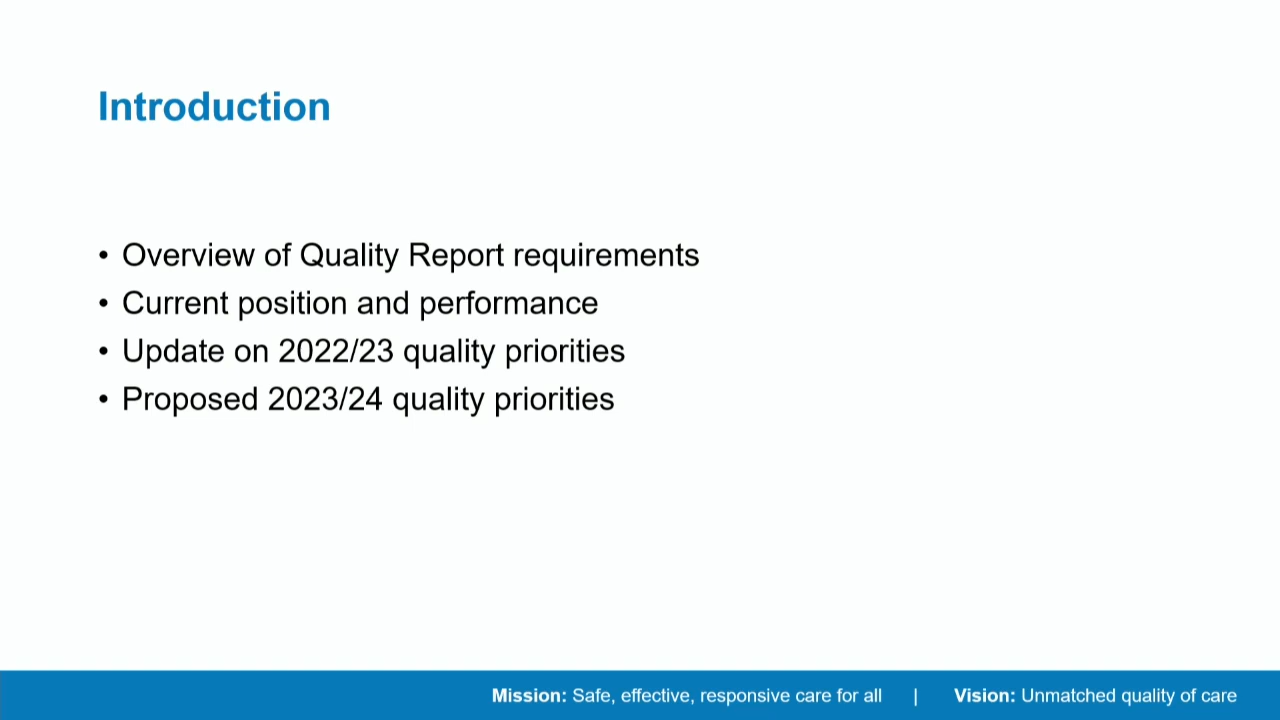 Introduction
• Overview of Quality Report requirements
• Current position and performance
• Update on 2022/23 quality priorities
• Proposed 2023/24 quality priorities
Mission: Safe, effective, responsive care for all | Vision: Unmatched quality of care